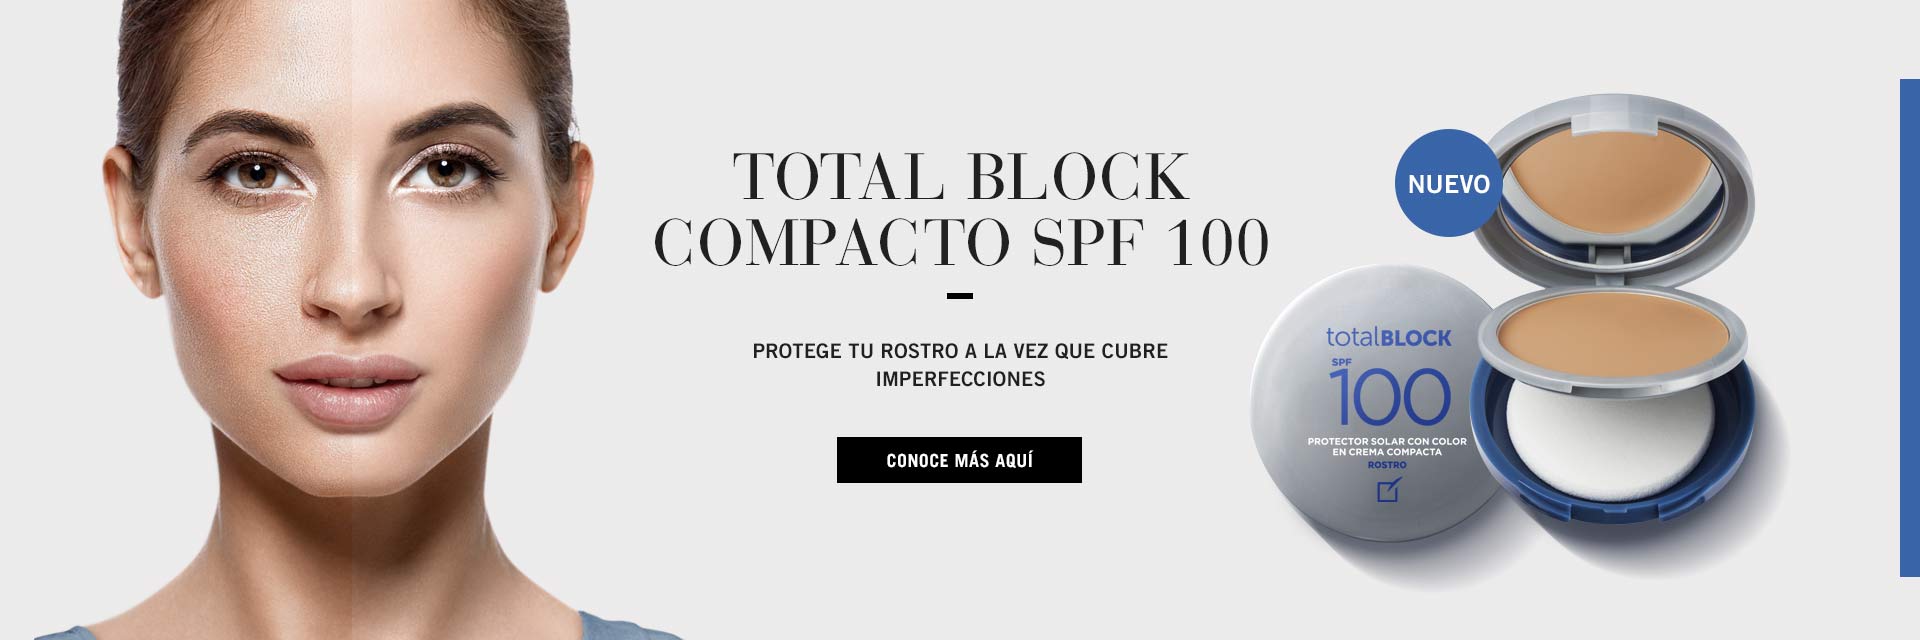 TOTAL BLOCK
COMPACTO SPF 100
PROTEGE TU ROSTRO A LA VEZ QUE CUBRE
IMPERFECCIONES
CONOCE MÁS AQUÍ
NUEVO
totalBLOCK
SPF
100
PROTECTOR SOLAR CON COLOR
EN CREMA COMPACTA
ROSTRO